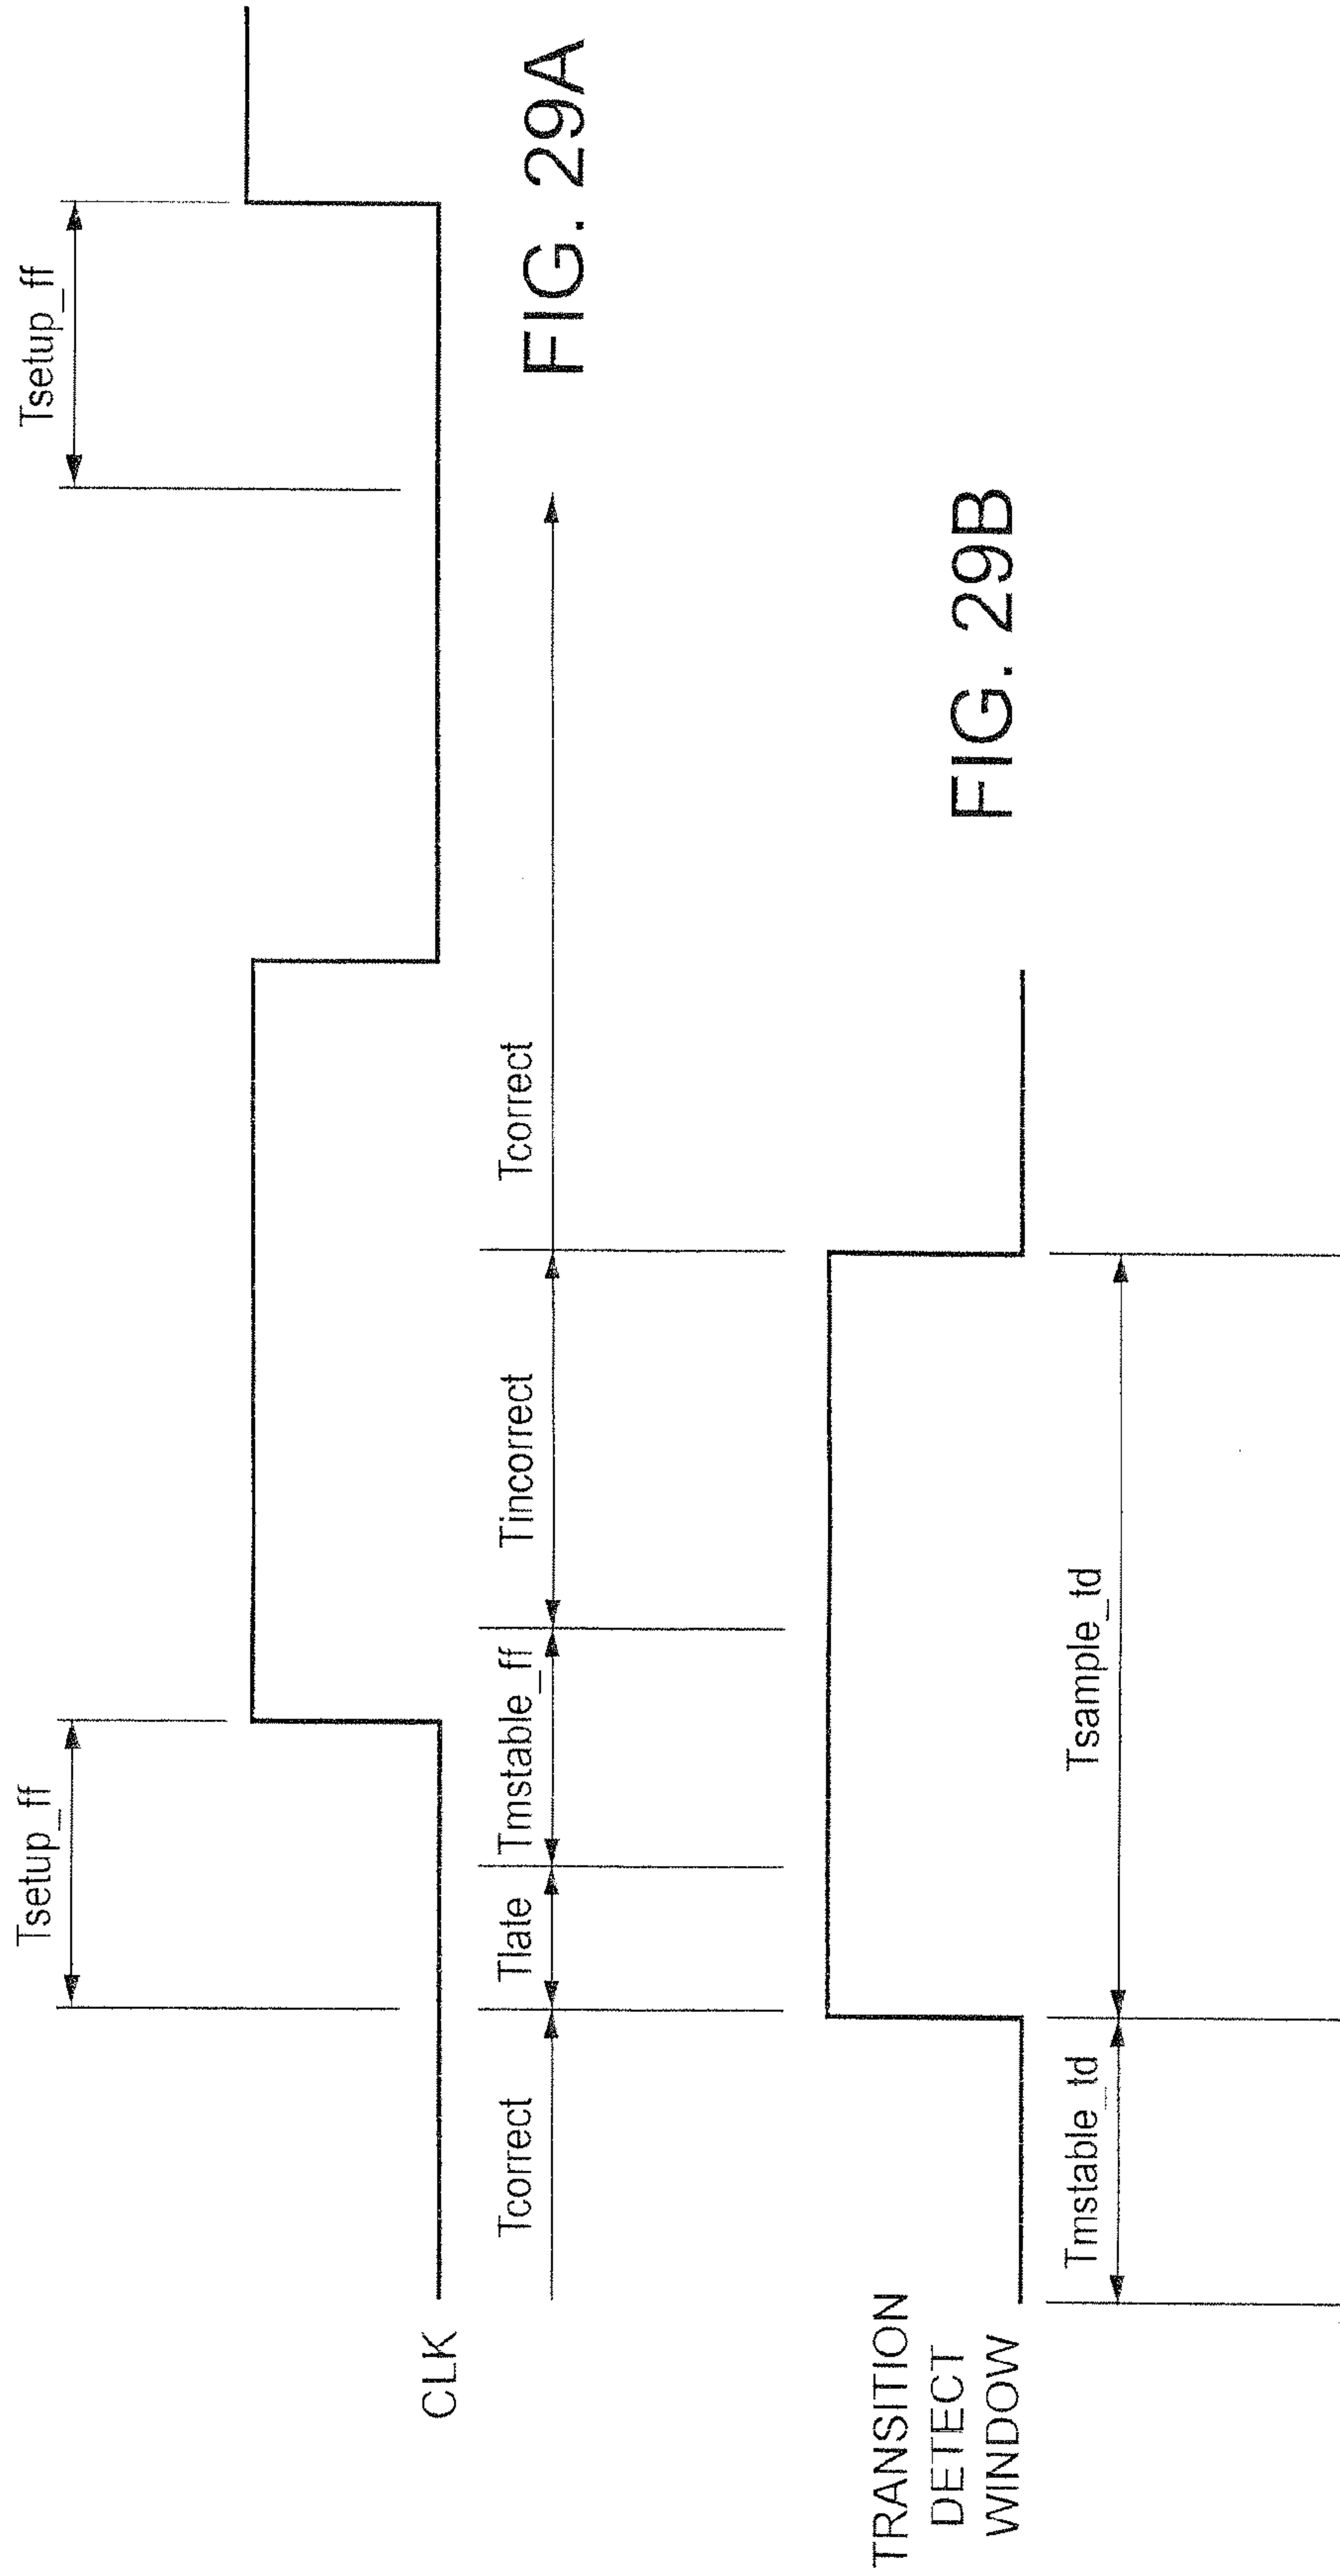 Tsetup_ff
Tsetup_ff
CLK
Tcorrect
Tlate
Tmstable_ff
Tincorrect
Tcorrect
FIG. 29A
TRANSITION
DETECT
WINDOW
Tmstable_td
Tsample_td
FIG. 29B